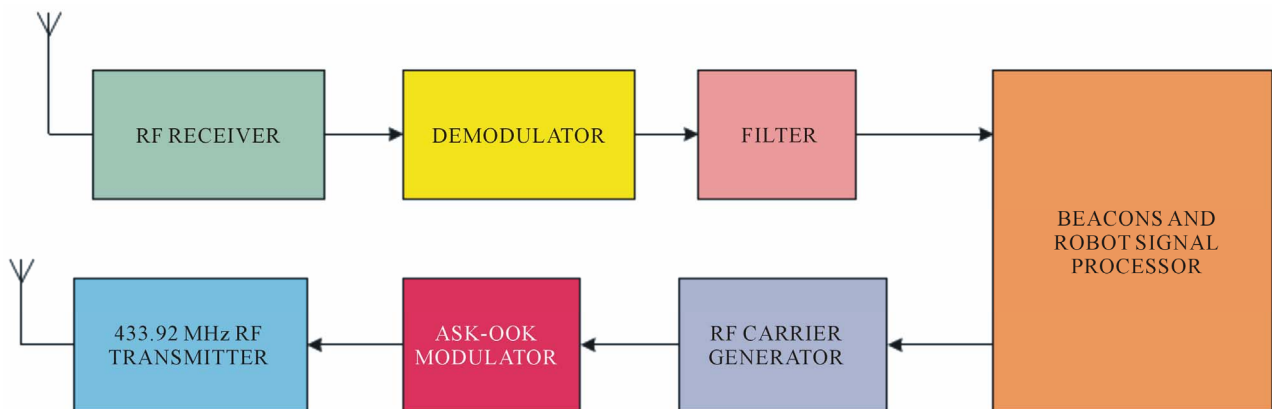 RF RECEIVER
DEMODULATOR
FILTER
BEACONS AND
ROBOT SIGNAL
PROCESSOR
433.92 MHz RF
TRANSMITTER
ASK-OOK
MODULATOR
RF CARRIER
GENERATOR